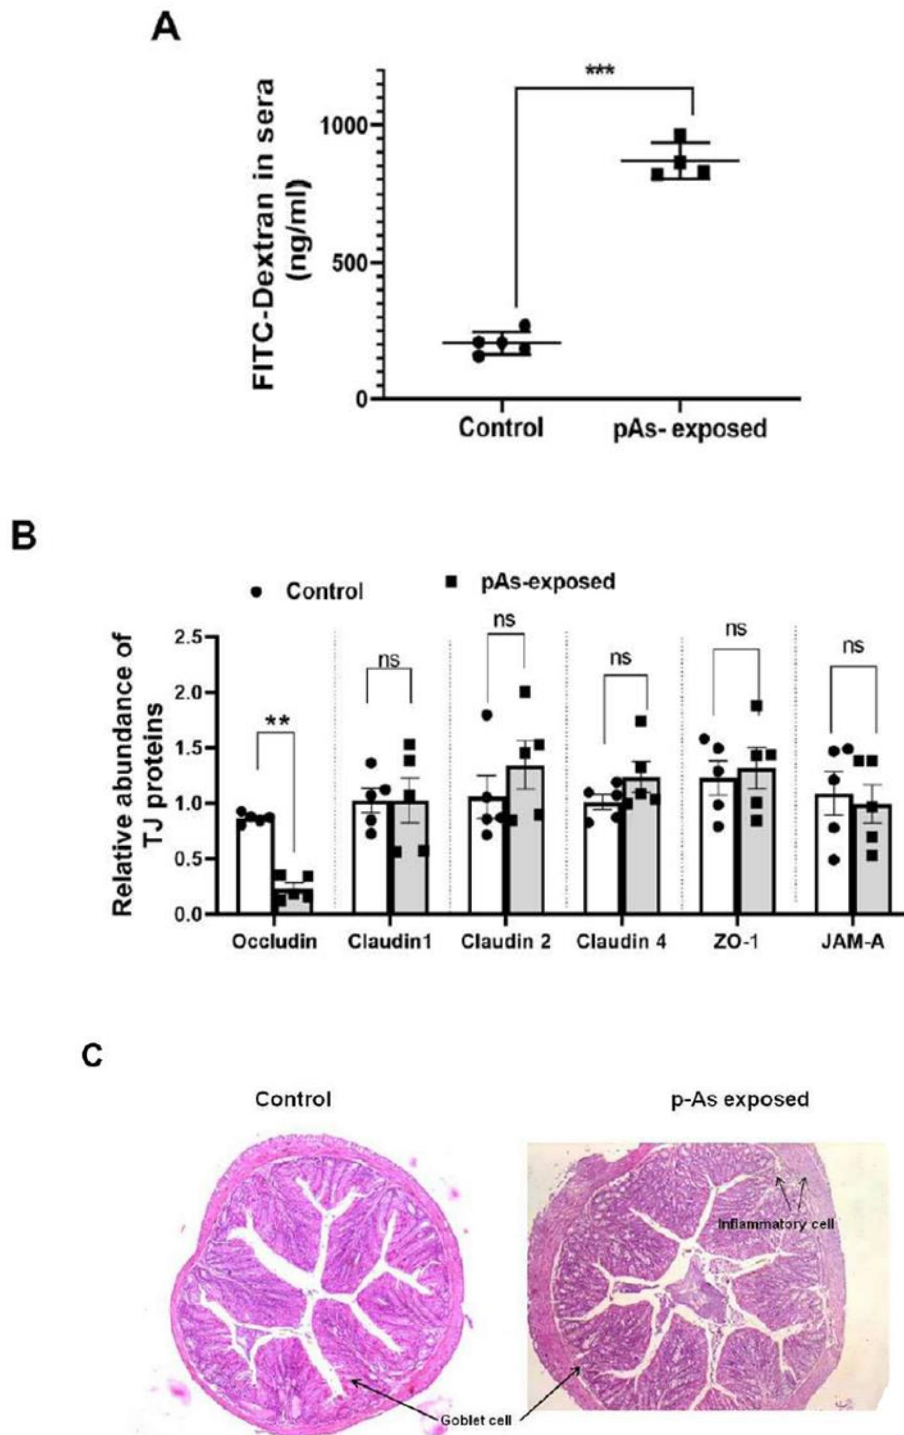 A
***
FITC-Dextran in sera
(ng/ml)
1000
500
0
Control
pAs- exposed
B
Control
pAs-exposed
Relative abundance of
TJ proteins
2.5
2.0
1.5
1.0
0.5
0.0
**
ns
ns
ns
ns
ns
Occludin
Claudin1
Claudin 2
Claudin 4
ZO-1
JAM-A
C
Control
p-As exposed
Inflammatory cell
Goblet cell